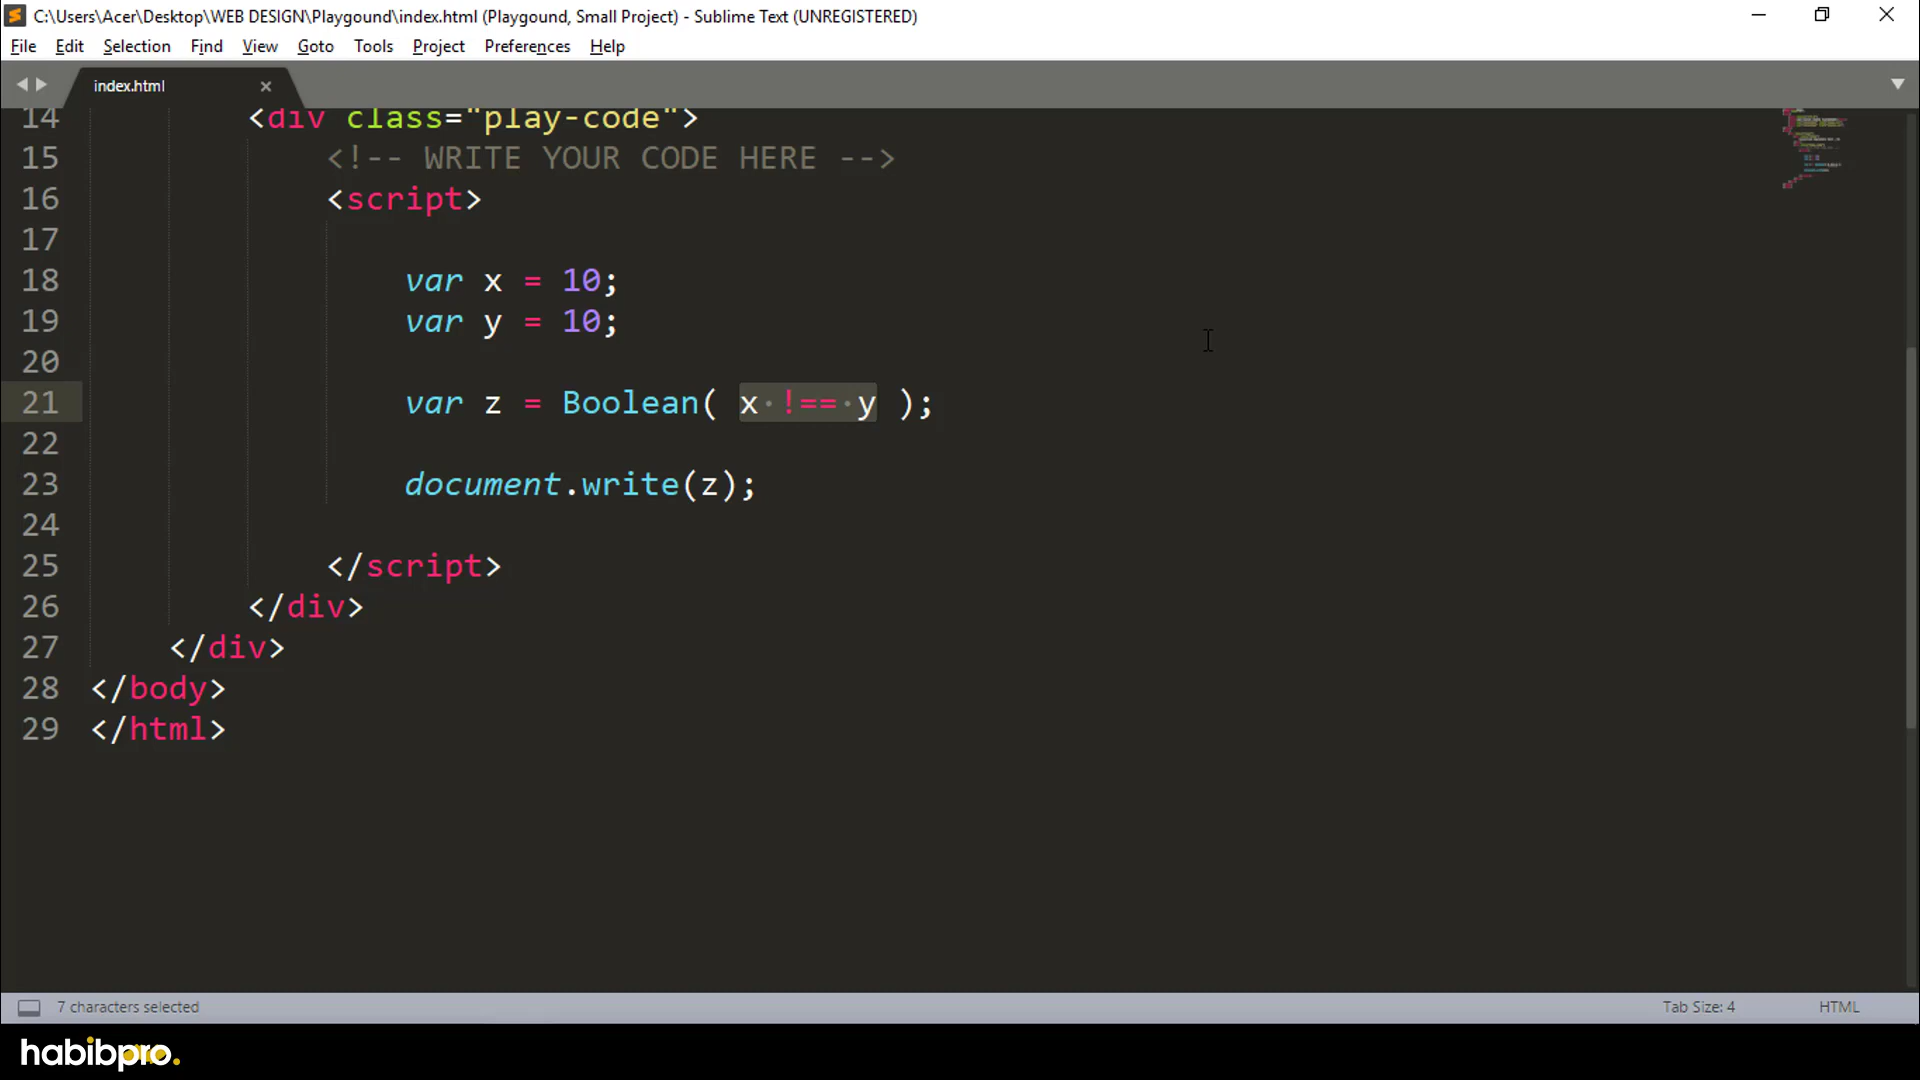 C:\Users\Acer\Desktop\WEB DESIGN\Playgound\index.html (Playgound, Small Project) - Sublime Text (UNREGISTERED)
File Edit Selection Find View Goto Tools Project Preferences Help
index.html
14 <div class="play-code">
15 <!-- WRITE YOUR CODE HERE -->
16 <script>
17
18 var x = 10;
19 var y = 10;
20
21 var z = Boolean( x !== y );
22
23 document.write(z);
24
25 </script>
26 </div>
27 </div>
28 </body>
29 </html>
7 characters selected Tab Size: 4 HTML
habibpro.